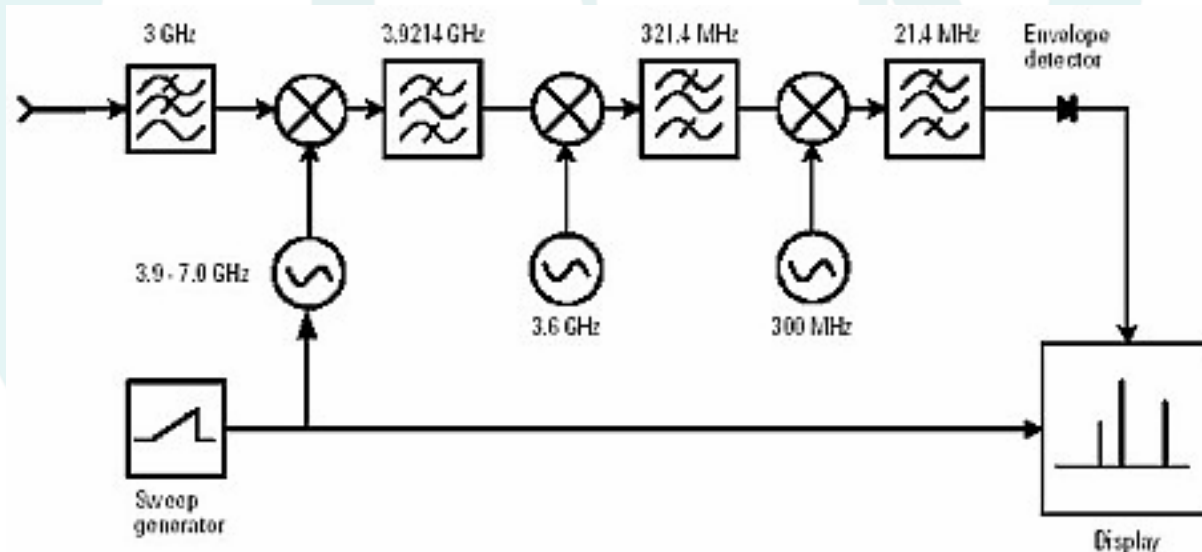 3 GHz
3.9214 GHz
321.4 MHz
21.4 MHz
Envelope
detector
3.9 - 7.0 GHz
3.6 GHz
300 MHz
Sweep
generator
Display